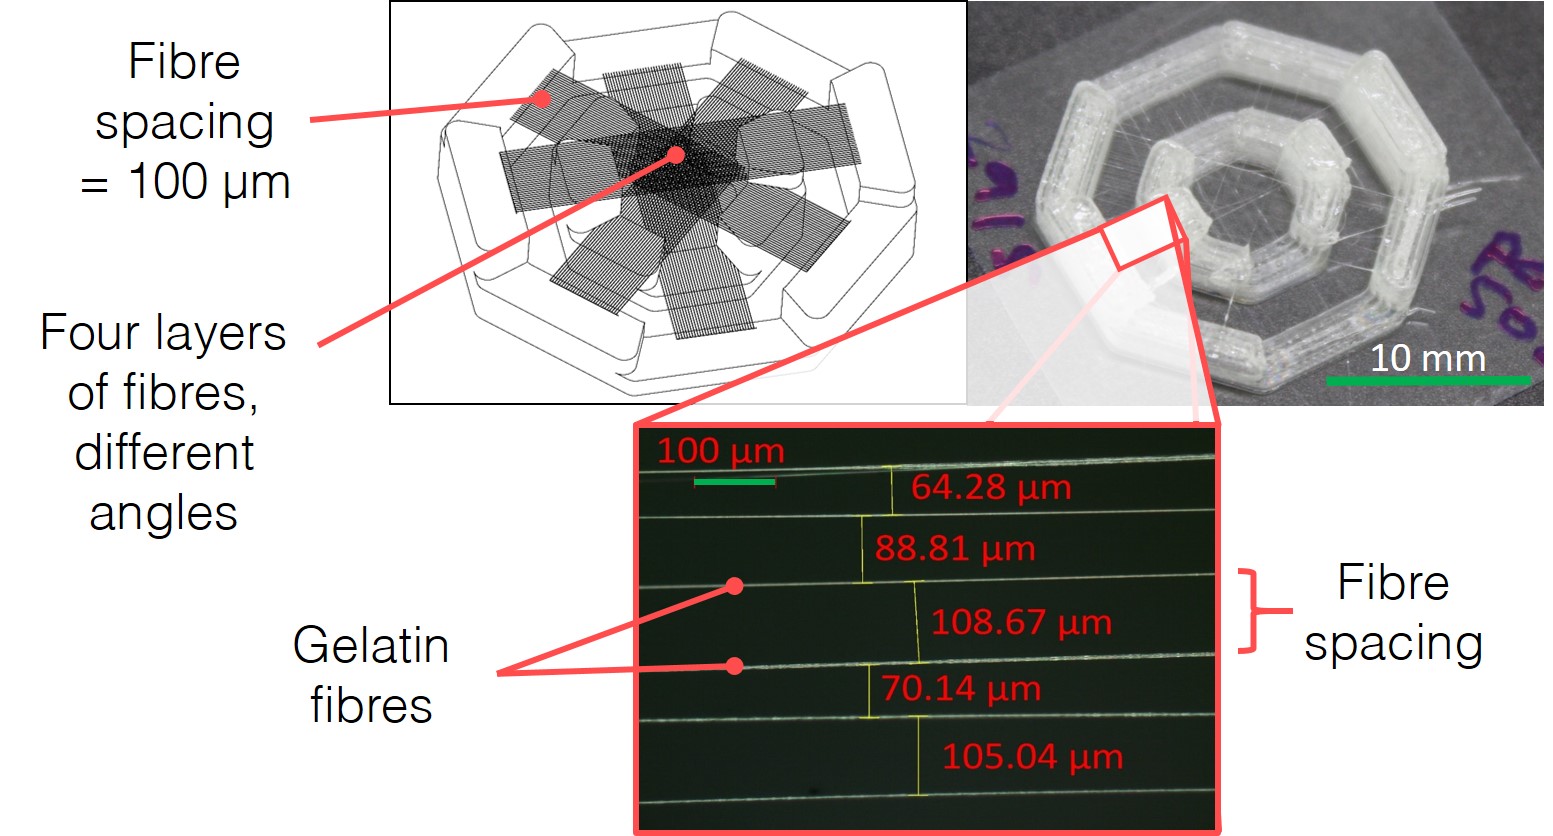 Fibre
spacing
= 100 µm
Four layers
of fibres,
different
angles
10 mm
100 µm
64.28 µm
88.81 µm
108.67 µm
70.14 µm
105.04 µm
Gelatin
fibres
Fibre
spacing